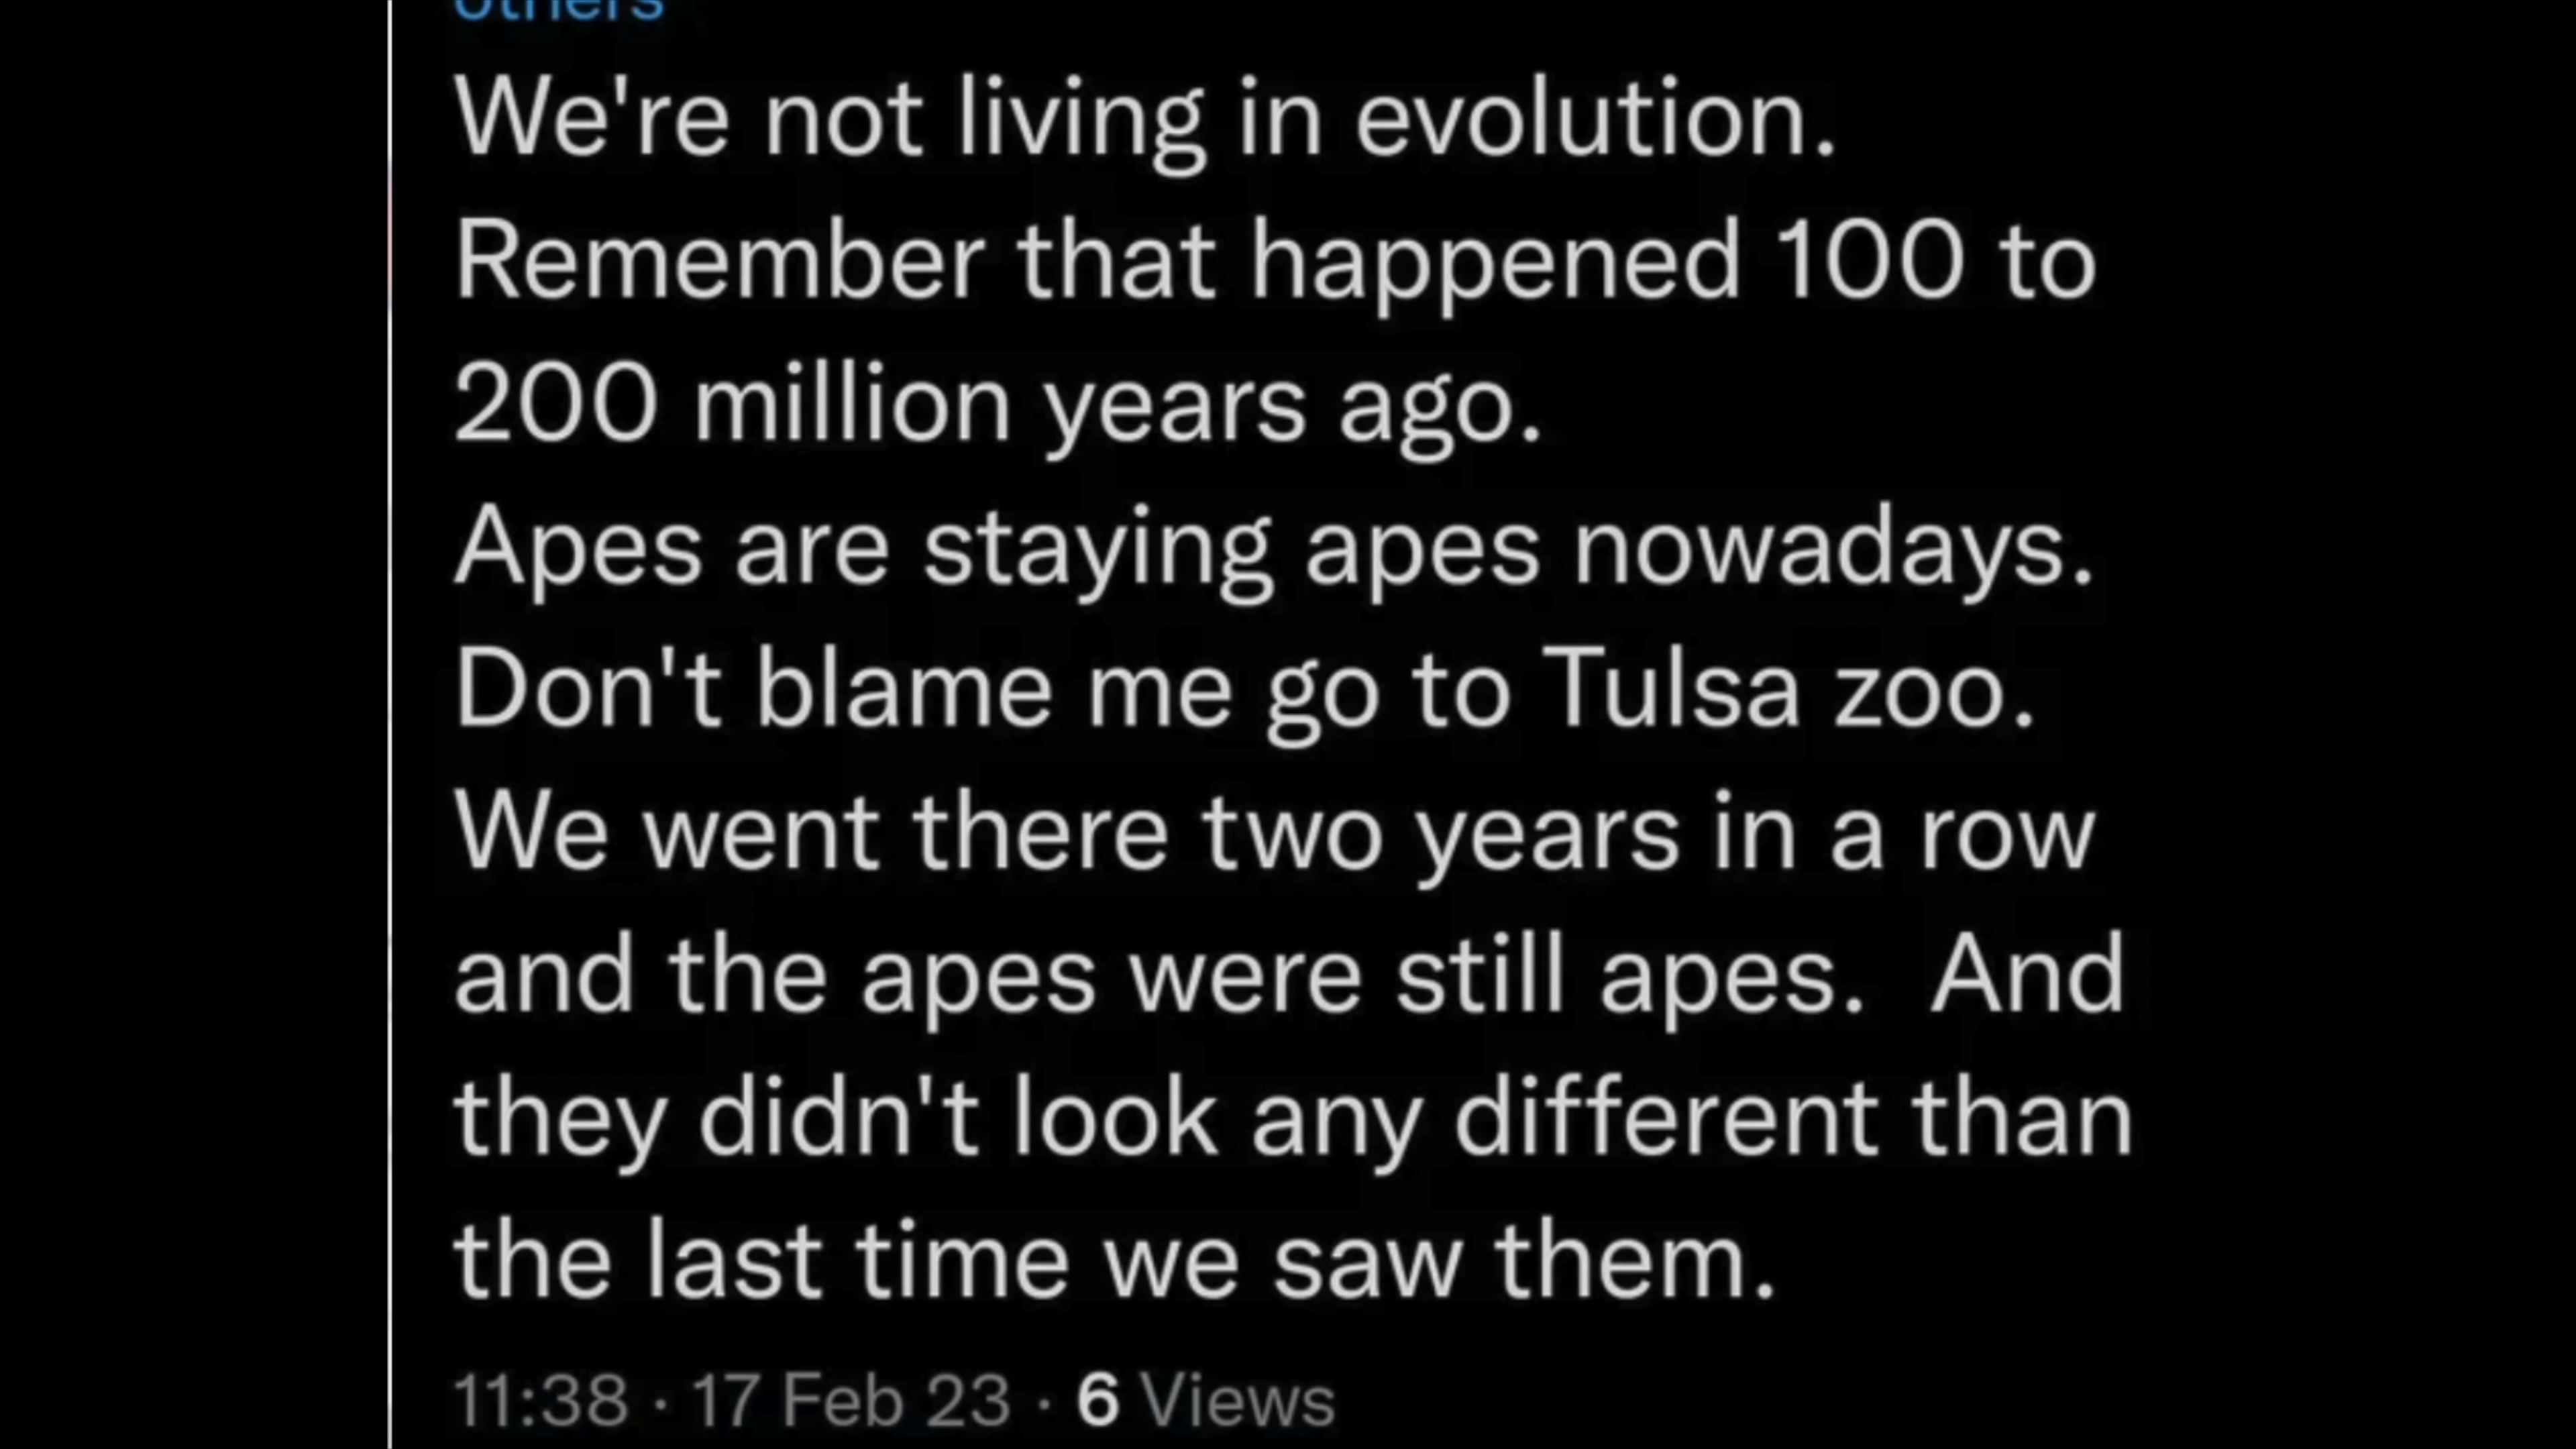 others
We're not living in evolution.
Remember that happened 100 to
200 million years ago.
Apes are staying apes nowadays.
Don't blame me go to Tulsa zoo.
We went there two years in a row
and the apes were still apes.  And
they didn't look any different than
the last time we saw them.
11:38 · 17 Feb 23 · 6 Views